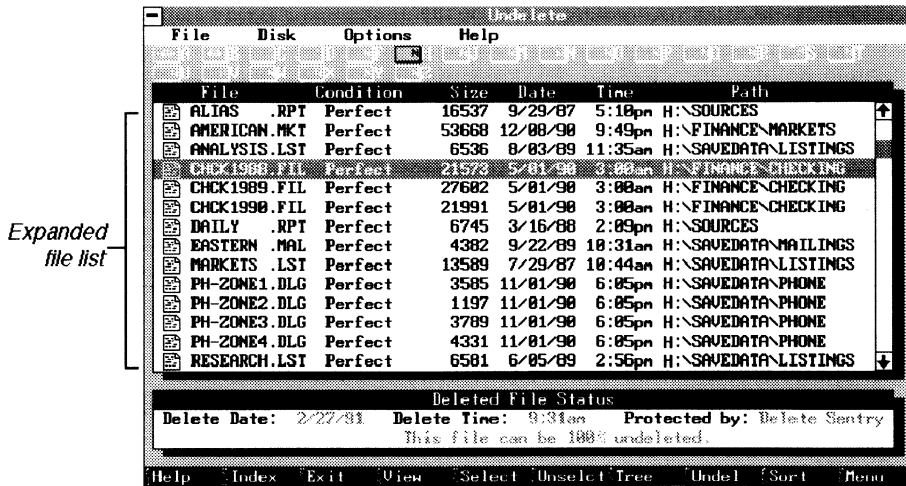 Undelete
File Disk Options Help
N
File Condition Size Date Time Path
ALIAS .RPT Perfect 16537 9/29/87 5:10pm H:\SOURCES
AMERICAN.MKT Perfect 53668 12/08/90 9:49pm H:\FINANCE\MARKETS
ANALYSIS.LST Perfect 6536 8/03/89 11:35am H:\SAVEDATA\LISTINGS
CHCK1988.FIL Perfect 21573 5/01/90 3:00am H:\FINANCE\CHECKING
CHCK1989.FIL Perfect 27602 5/01/90 3:00am H:\FINANCE\CHECKING
CHCK1990.FIL Perfect 21991 5/01/90 3:00am H:\FINANCE\CHECKING
DAILY .RPT Perfect 6745 3/16/88 2:09pm H:\SOURCES
EASTERN .MAL Perfect 4382 9/22/89 10:31am H:\SAVEDATA\MAILINGS
MARKETS .LST Perfect 13589 7/29/87 10:44am H:\SAVEDATA\LISTINGS
PH-ZONE1.DLG Perfect 3585 11/01/90 6:05pm H:\SAVEDATA\PHONE
PH-ZONE2.DLG Perfect 1197 11/01/90 6:05pm H:\SAVEDATA\PHONE
PH-ZONE3.DLG Perfect 3789 11/01/90 6:05pm H:\SAVEDATA\PHONE
PH-ZONE4.DLG Perfect 4331 11/01/90 6:05pm H:\SAVEDATA\PHONE
RESEARCH.LST Perfect 6581 6/05/89 2:56pm H:\SAVEDATA\LISTINGS
Expanded
file list
Deleted File Status
Delete Date: 2/27/91 Delete Time: 9:31am Protected by: Delete Sentry
This file can be 100% undeleted.
Help Index Exit View Select Unselct Tree Undel Sort Menu